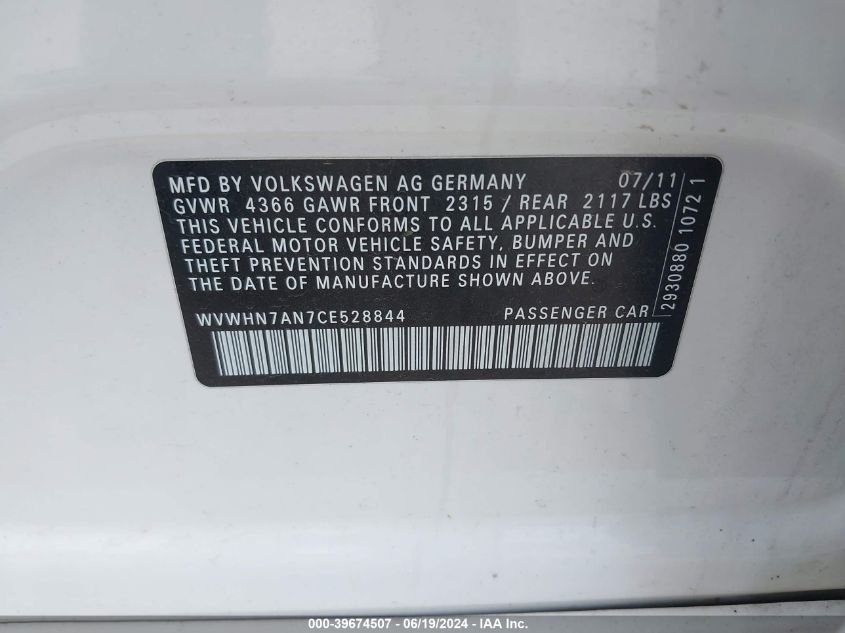 MFD BY VOLKSWAGEN AG GERMANY 07/11
GVWR 4366 GAWR FRONT 2315 / REAR 2117 LBS
THIS VEHICLE CONFORMS TO ALL APPLICABLE U.S.
FEDERAL MOTOR VEHICLE SAFETY, BUMPER AND
THEFT PREVENTION STANDARDS IN EFFECT ON
THE DATE OF MANUFACTURE SHOWN ABOVE.
WVWHN7AN7CE528844 PASSENGER CAR
2930880 1072 1
000-39674507 - 06/19/2024 - IAA Inc.